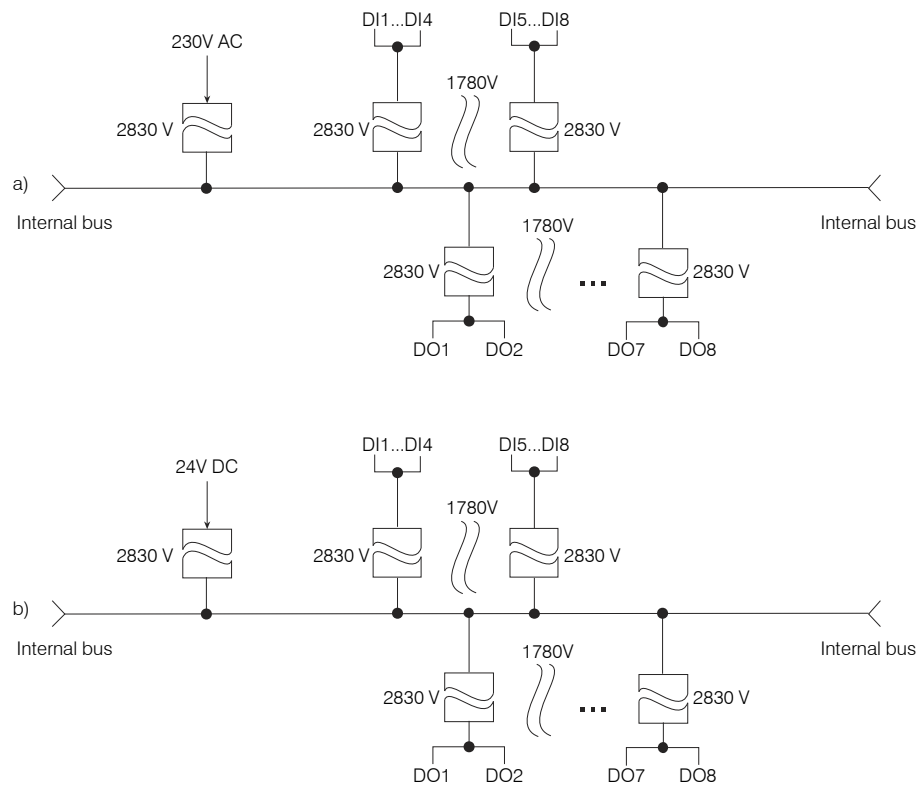 DI1...DI4
DI5...DI8
230V AC
1780V
2830 V
2830 V
2830 V
a)
Internal bus
Internal bus
1780V
2830 V
...
2830 V
DO1
DO2
DO7
DO8
DI1...DI4
DI5...DI8
24V DC
1780V
2830 V
2830 V
2830 V
b)
Internal bus
Internal bus
1780V
2830 V
...
2830 V
DO1
DO2
DO7
DO8